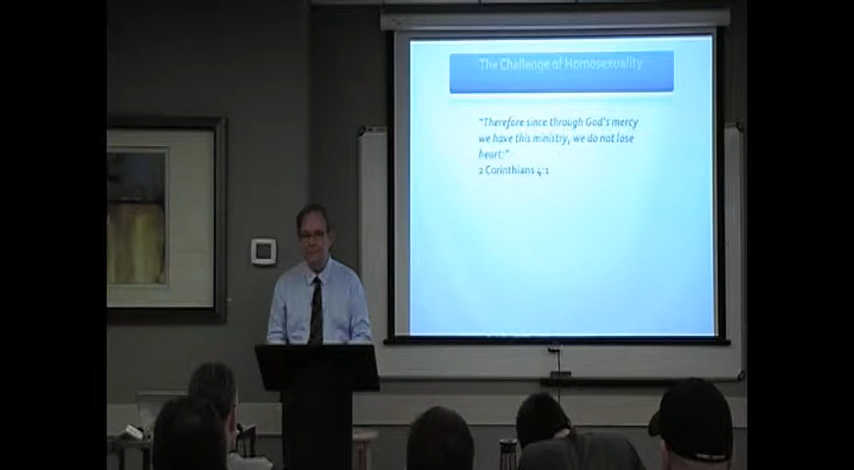 The Challenge of Homosexuality
"Therefore since through God's mercy
we have this ministry, we do not lose
heart:"
2 Corinthians 4:1